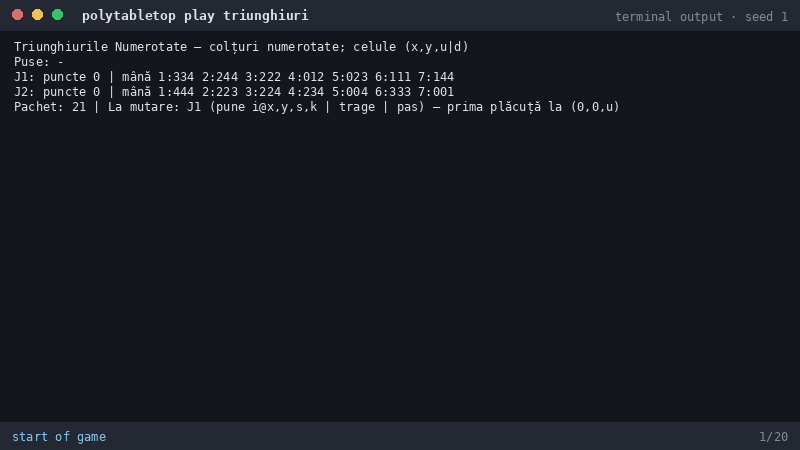 polytabletop play triunghiuri
terminal output · seed 1
Triunghiurile Numerotate — colțuri numerotate; celule (x,y,u|d)
Puse: -
J1: puncte 0 | mână 1:334 2:244 3:222 4:012 5:023 6:111 7:144
J2: puncte 0 | mână 1:444 2:223 3:224 4:234 5:004 6:333 7:001
Pachet: 21 | La mutare: J1 (pune i@x,y,s,k | trage | pas) — prima plăcuță la (0,0,u)
start of game
1/20